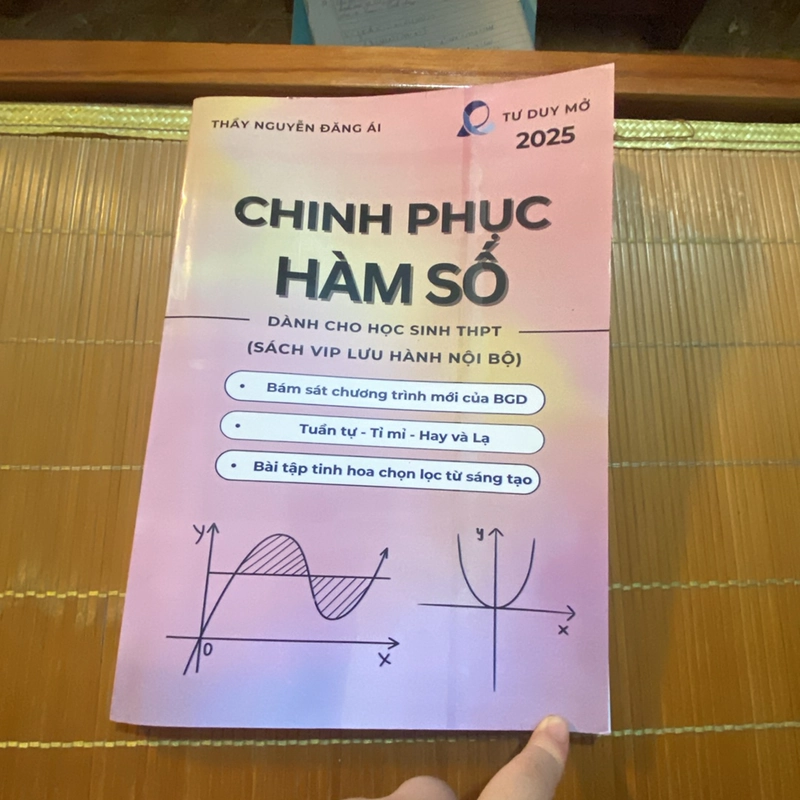 THẦY NGUYỄN ĐĂNG ÁI
TƯ DUY MỞ
2025
CHINH PHỤC
HÀM SỐ
DÀNH CHO HỌC SINH THPT
(SÁCH VIP LƯU HÀNH NỘI BỘ)
• Bám sát chương trình mới của BGD
• Tuần tự - Tỉ mỉ - Hay và Lạ
• Bài tập tinh hoa chọn lọc từ sáng tạo
y
y
O
x
x